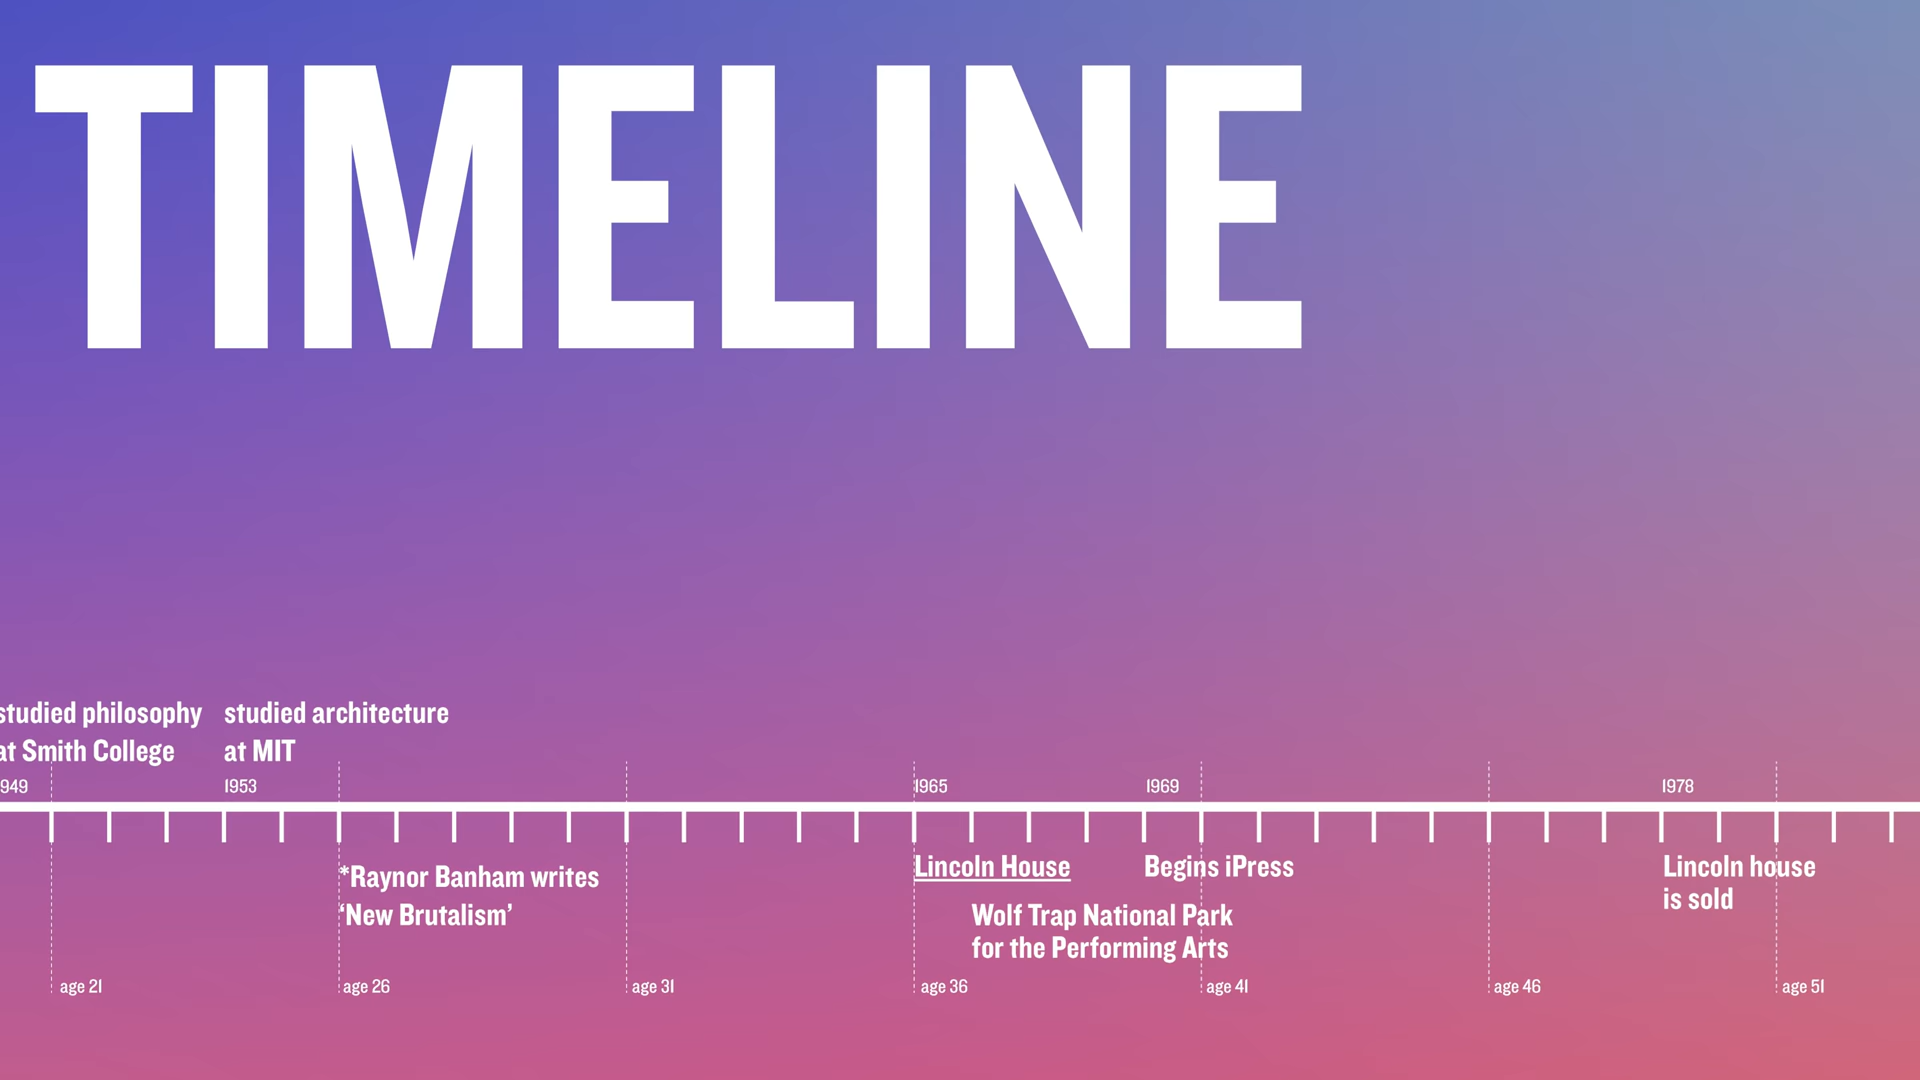 TIMELINE
studied philosophy
at Smith College
949
studied architecture
at MIT
1953
1965
1969
1978
*Raynor Banham writes
‘New Brutalism’
Lincoln House
Wolf Trap National Park
for the Performing Arts
Begins iPress
Lincoln house
is sold
age 21
age 26
age 31
age 36
age 41
age 46
age 51